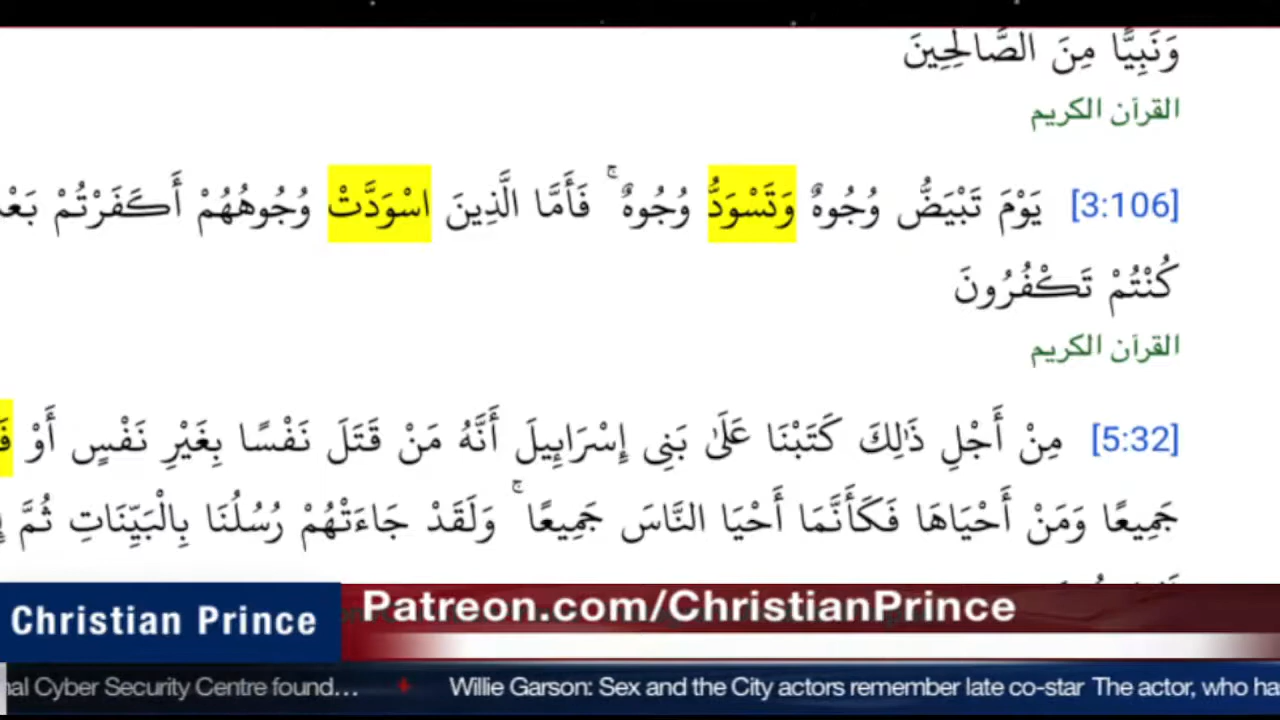 وَنَبِيًّا مِنَ الصَّالِحِينَ
القرآن الكريم
[3:106] يَوْمَ تَبْيَضُّ وُجُوهٌ وَتَسْوَدُّ وُجُوهٌ ۚ فَأَمَّا الَّذِينَ اسْوَدَّتْ وُجُوهُهُمْ أَكَفَرْتُمْ بَعْ
كُنْتُمْ تَكْفُرُونَ
القرآن الكريم
[5:32] مِنْ أَجْلِ ذَٰلِكَ كَتَبْنَا عَلَىٰ بَنِي إِسْرَائِيلَ أَنَّهُ مَنْ قَتَلَ نَفْسًا بِغَيْرِ نَفْسٍ أَوْ
جَمِيعًا وَمَنْ أَحْيَاهَا فَكَأَنَّمَا أَحْيَا النَّاسَ جَمِيعًا ۚ وَلَقَدْ جَاءَتْهُمْ رُسُلُنَا بِالْبَيِّنَاتِ ثُمَّ
Christian Prince
Patreon.com/ChristianPrince
nal Cyber Security Centre found... Willie Garson: Sex and the City actors remember late co-star The actor, who ha